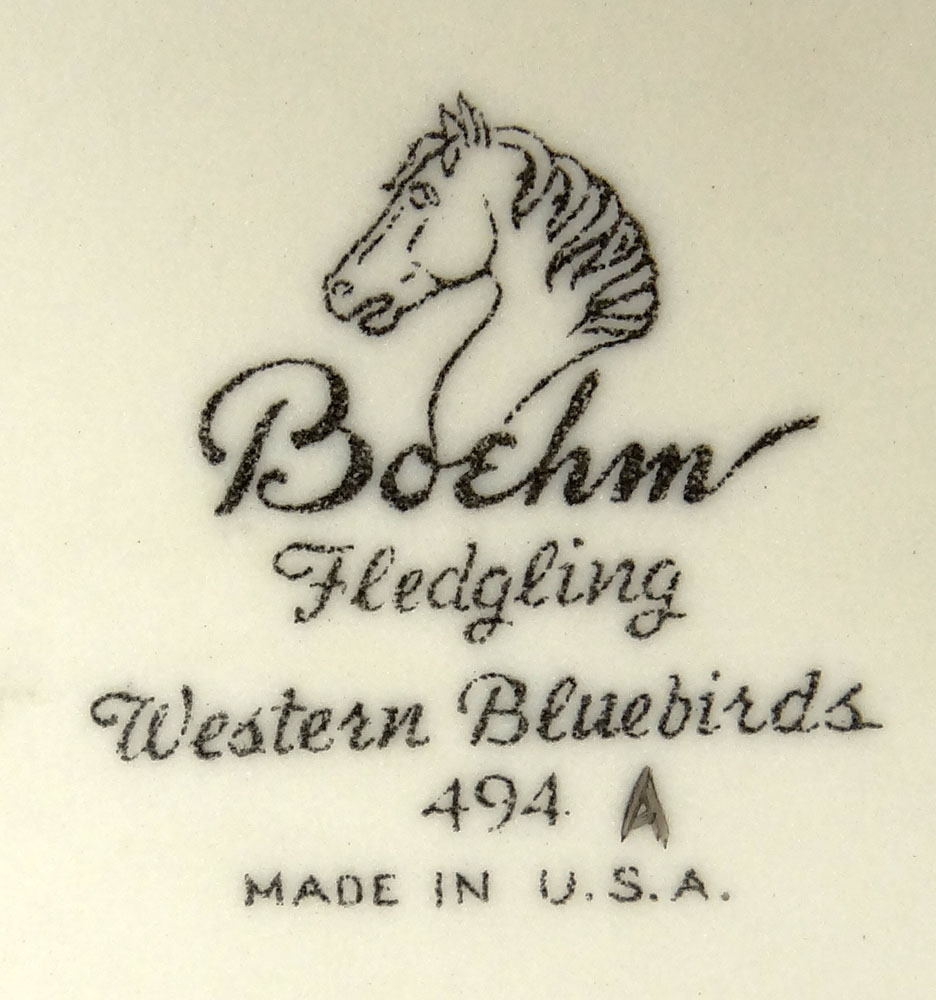 Boehm
Fledgling
Western Bluebirds
494 A
MADE IN U.S.A.